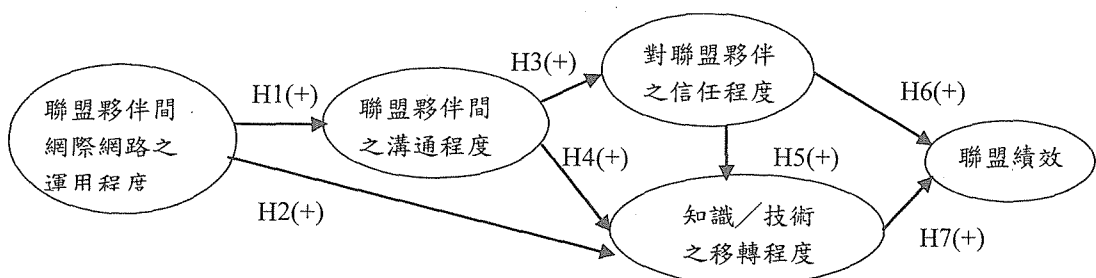 聯盟夥伴間
網際網路之
運用程度
H1(+)
H2(+)
聯盟夥伴間
之溝通程度
H3(+)
H4(+)
對聯盟夥伴
之信任程度
H5(+)
知識／技術
之移轉程度
H6(+)
H7(+)
聯盟績效